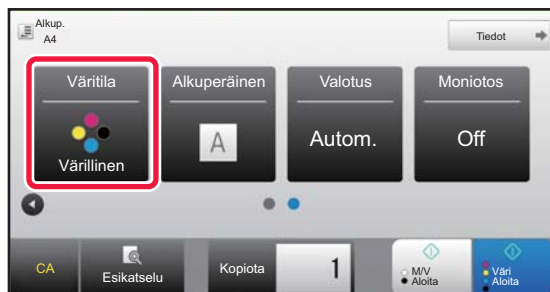 Alkup.
A4
Tiedot
Väritila
Alkuperäinen
Valotus
Moniotos
A
Autom.
Off
Värillinen
CA
Esikatselu
Kopiota
1
M/V
Aloita
Väri
Aloita